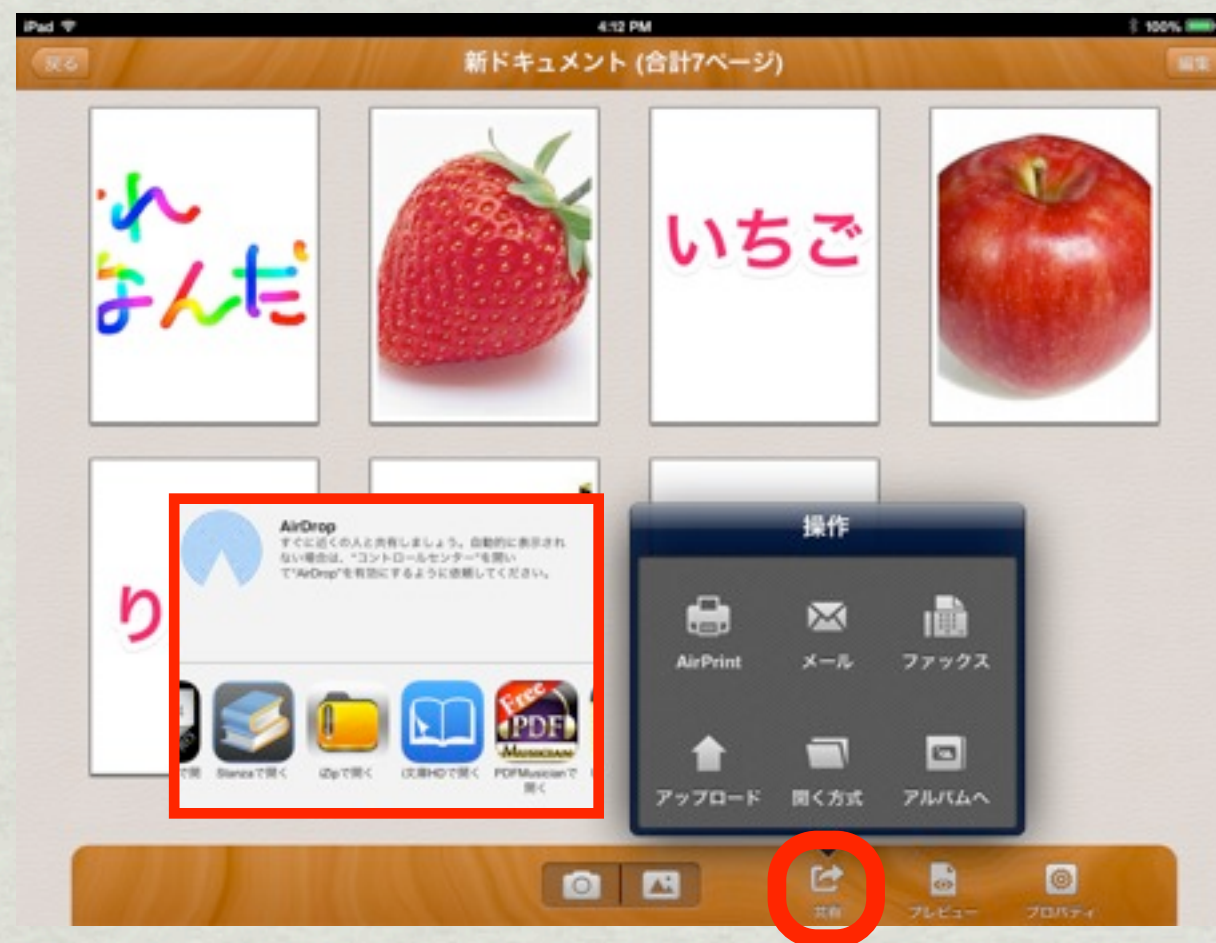 iPad 4:12 PM 100%
戻る 新ドキュメント (合計7ページ) 編集
れ
なんだ
いちご
り
AirDrop
すぐに近くの人と共有しましょう。自動的に表示され
ない場合は、"コントロールセンター"を開い
て"AirDrop"を有効にするように依頼してください。
Free
PDF
MUSICIAN
Stanzaで開く iZipで開く i文庫HDで開く PDFMusicianで
開く
操作
AirPrint メール ファックス
アップロード 開く方式 アルバムへ
共有 プレビュー プロパティ